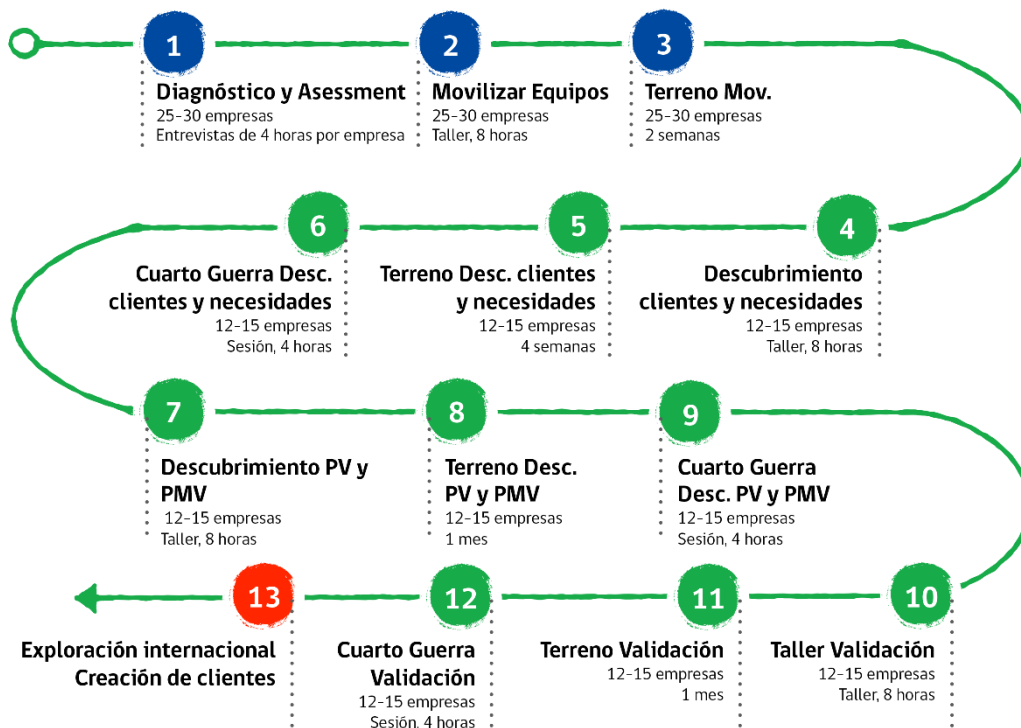 1
Diagnóstico y Asessment
25-30 empresas
Entrevistas de 4 horas por empresa
2
Movilizar Equipos
25-30 empresas
Taller, 8 horas
3
Terreno Mov.
25-30 empresas
2 semanas
4
Descubrimiento
clientes y necesidades
12-15 empresas
Taller, 8 horas
5
Terreno Desc. clientes
y necesidades
12-15 empresas
4 semanas
6
Cuarto Guerra Desc.
clientes y necesidades
12-15 empresas
Sesión, 4 horas
7
Descubrimiento PV y
PMV
12-15 empresas
Taller, 8 horas
8
Terreno Desc.
PV y PMV
12-15 empresas
1 mes
9
Cuarto Guerra
Desc. PV y PMV
12-15 empresas
Sesión, 4 horas
10
Taller Validación
12-15 empresas
Taller, 8 horas
11
Terreno Validación
12-15 empresas
1 mes
12
Cuarto Guerra
Validación
12-15 empresas
Sesión, 4 horas
13
Exploración internacional
Creación de clientes